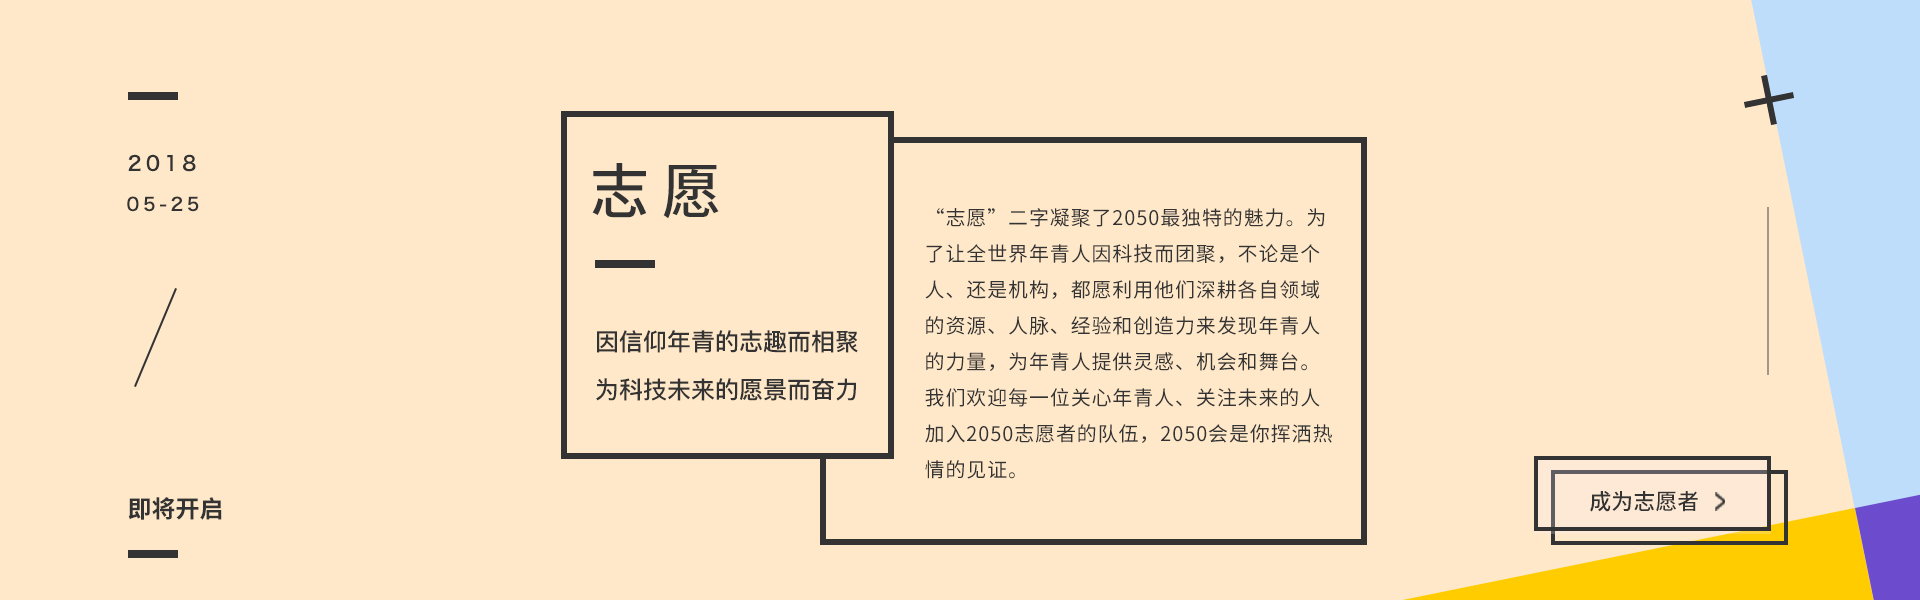 2018
05-25
即将开启
志愿
因信仰年青的志趣而相聚
为科技未来的愿景而奋力
“志愿”二字凝聚了2050最独特的魅力。为
了让全世界年青人因科技而团聚，不论是个
人、还是机构，都愿利用他们深耕各自领域
的资源、人脉、经验和创造力来发现年青人
的力量，为年青人提供灵感、机会和舞台。
我们欢迎每一位关心年青人、关注未来的人
加入2050志愿者的队伍，2050会是你挥洒热
情的见证。
成为志愿者